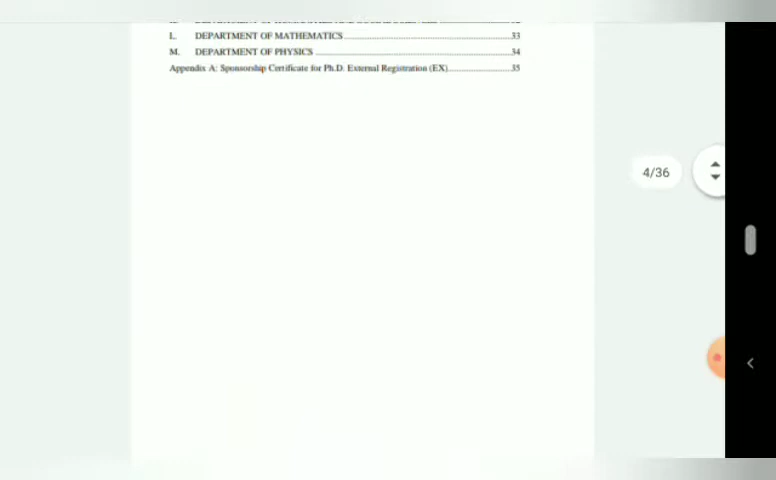 L. DEPARTMENT OF MATHEMATICS 33
M. DEPARTMENT OF PHYSICS 34
Appendix A: Sponsorship Certificate for Ph.D. External Registration (EX) 35
4/36